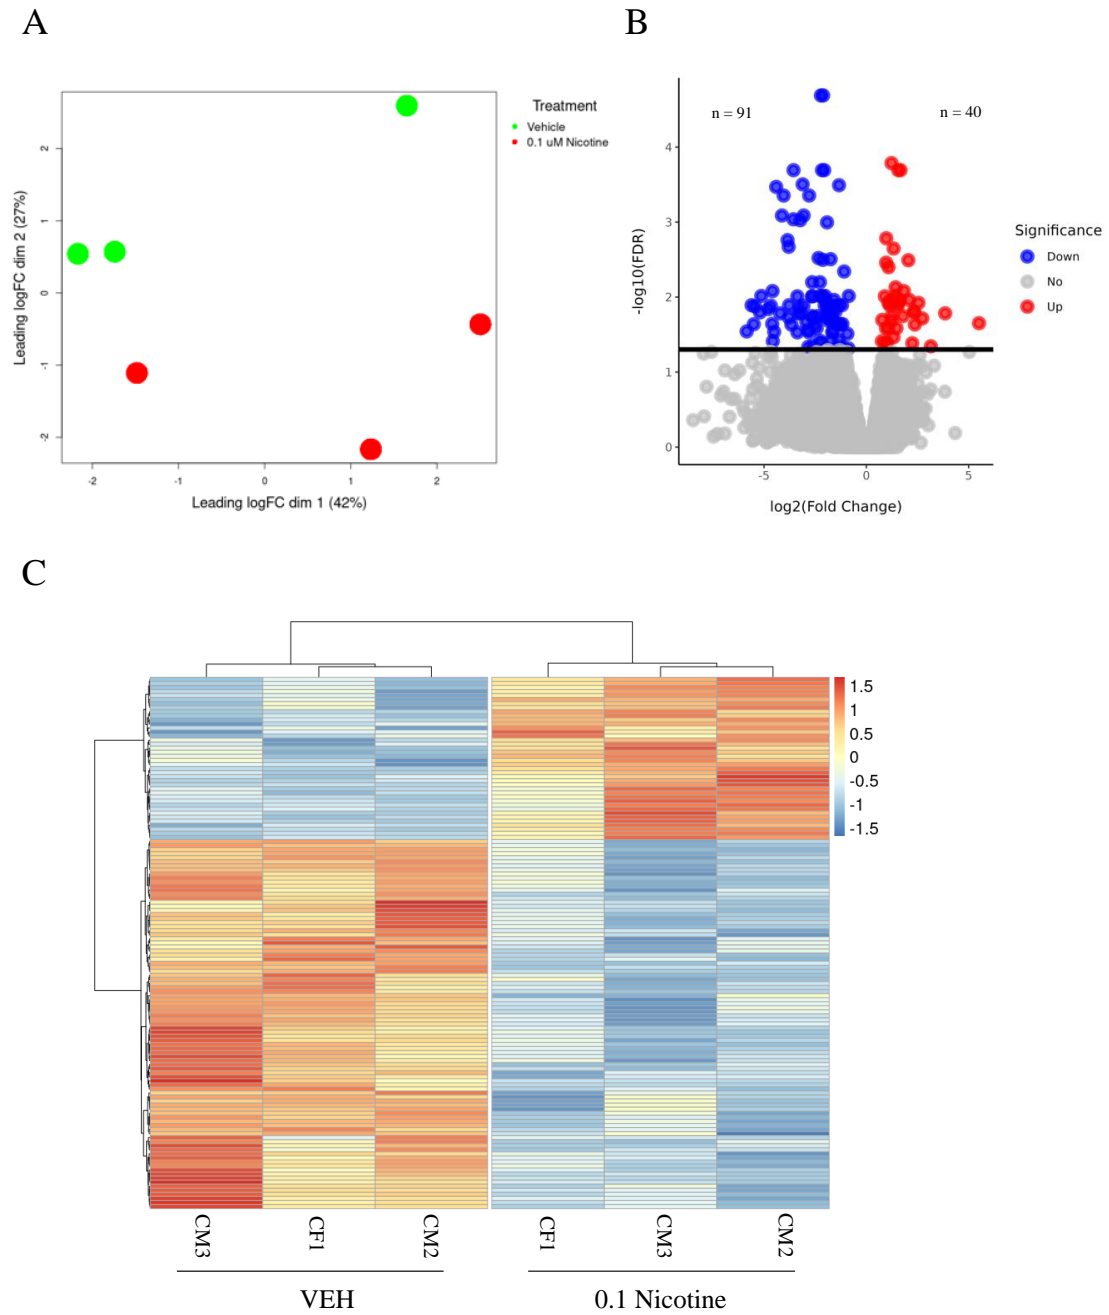 A
B
Treatment
Vehicle
0.1 uM Nicotine
2
1
0
-1
-2
-2
-1
0
1
2
Leading logFC dim 2 (27%)
Leading logFC dim 1 (42%)
n = 91
n = 40
4
3
2
1
0
-5
0
5
-log10(FDR)
log2(Fold Change)
Significance
Down
No
Up
C
1.5
1
0.5
0
-0.5
-1
-1.5
CM3
CF1
CM2
CF1
CM3
CM2
VEH
0.1 Nicotine